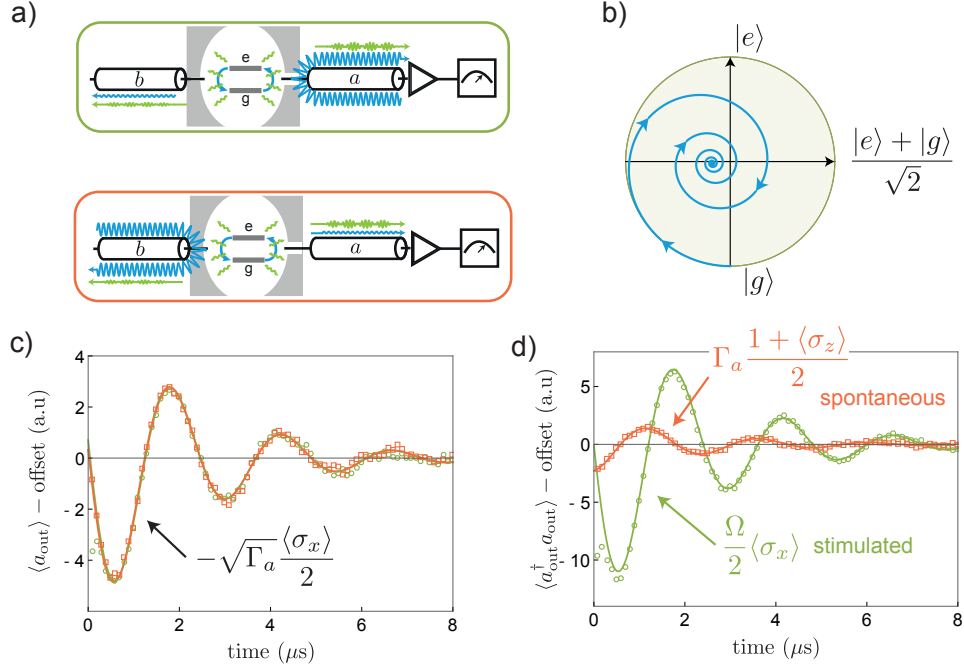 a)
e
g
b
a
e
g
b
a
b)
|e⟩
|e⟩ + |g⟩
√2
|g⟩
c)
⟨a_out⟩ − offset (a.u)
4
2
0
- 2
- 4
−√Γ_a ⟨σ_x⟩/2
0 2 4 6 8
time (μs)
d)
⟨a†_out a_out⟩ − offset (a.u)
5
0
-5
10
Γ_a (1 + ⟨σ_z⟩)/2
spontaneous
Ω/2 ⟨σ_x⟩ stimulated
0 2 4 6 8
time (μs)